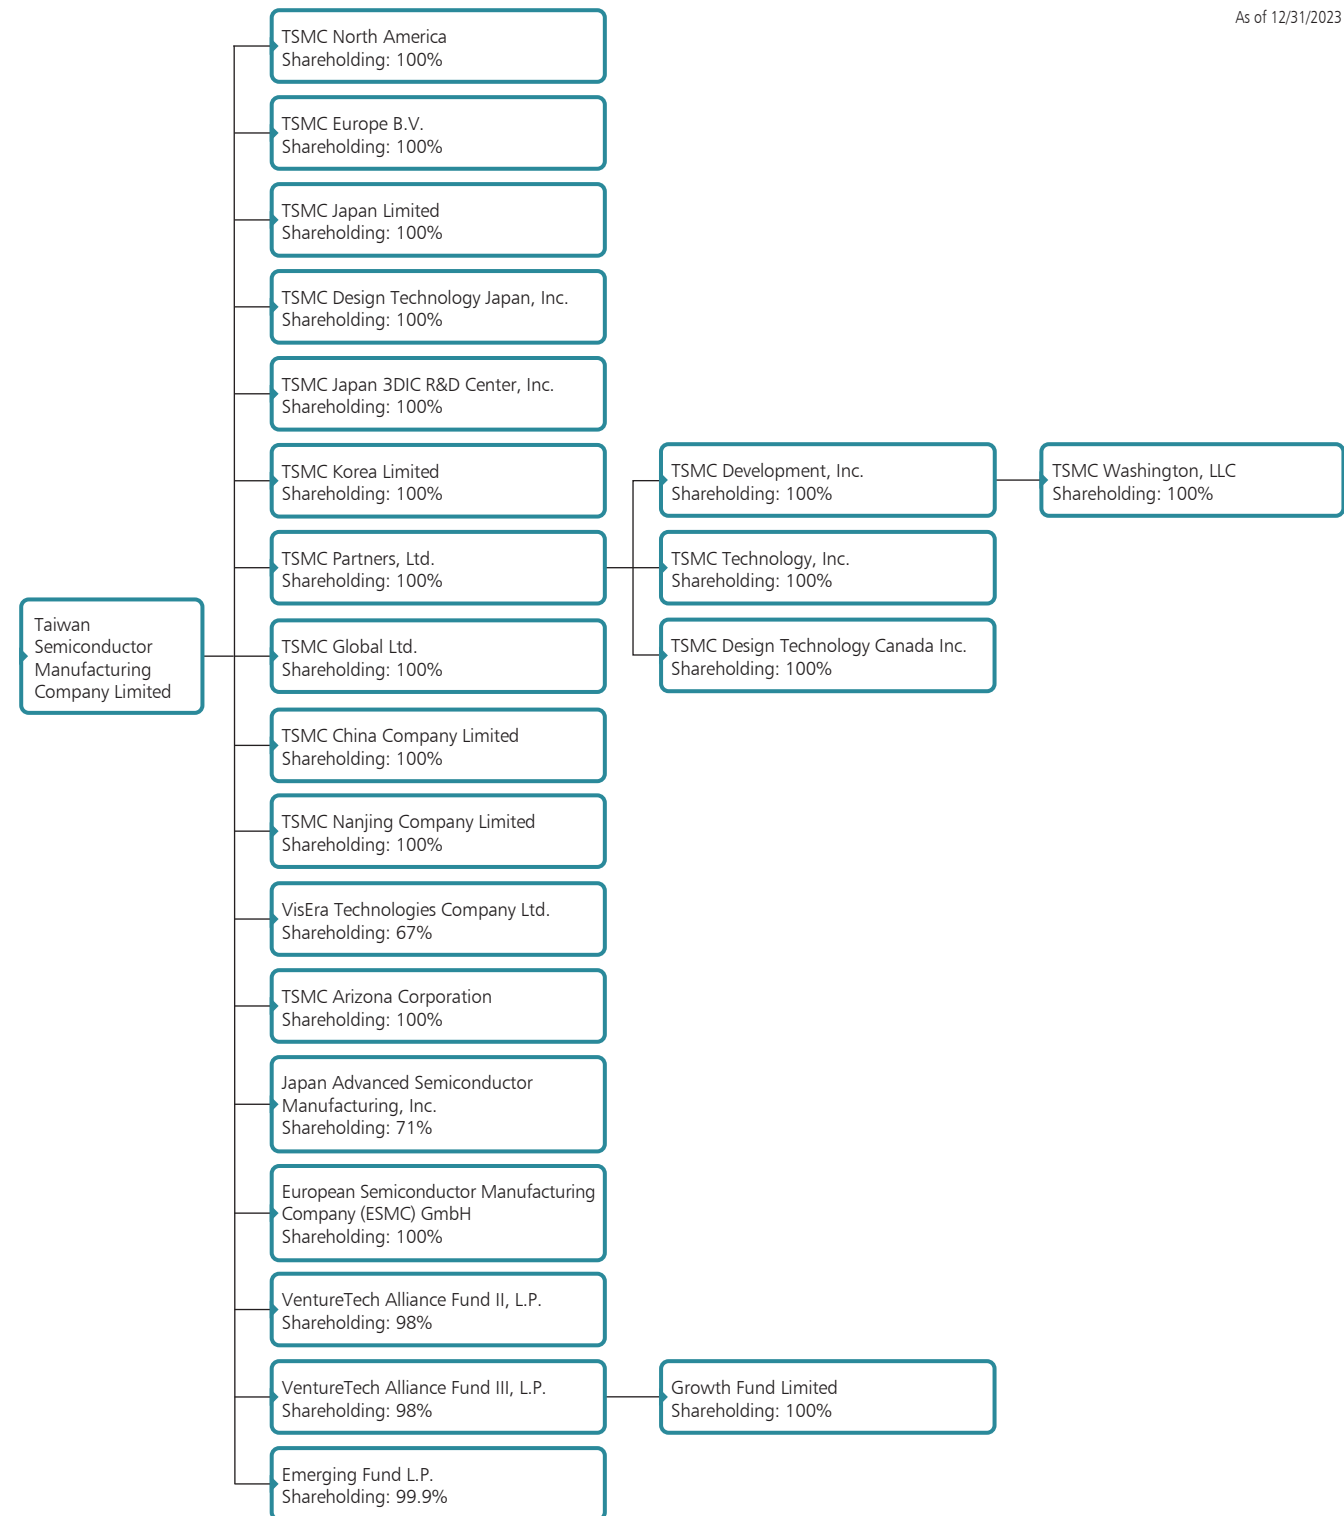 As of 12/31/2023
TSMC North America
Shareholding: 100%
TSMC Europe B.V.
Shareholding: 100%
TSMC Japan Limited
Shareholding: 100%
TSMC Design Technology Japan, Inc.
Shareholding: 100%
TSMC Japan 3DIC R&D Center, Inc.
Shareholding: 100%
TSMC Korea Limited
Shareholding: 100%
TSMC Development, Inc.
Shareholding: 100%
TSMC Washington, LLC
Shareholding: 100%
TSMC Partners, Ltd.
Shareholding: 100%
TSMC Technology, Inc.
Shareholding: 100%
Taiwan
Semiconductor
Manufacturing
Company Limited
TSMC Global Ltd.
Shareholding: 100%
TSMC Design Technology Canada Inc.
Shareholding: 100%
TSMC China Company Limited
Shareholding: 100%
TSMC Nanjing Company Limited
Shareholding: 100%
VisEra Technologies Company Ltd.
Shareholding: 67%
TSMC Arizona Corporation
Shareholding: 100%
Japan Advanced Semiconductor
Manufacturing, Inc.
Shareholding: 71%
European Semiconductor Manufacturing
Company (ESMC) GmbH
Shareholding: 100%
VentureTech Alliance Fund II, L.P.
Shareholding: 98%
VentureTech Alliance Fund III, L.P.
Shareholding: 98%
Growth Fund Limited
Shareholding: 100%
Emerging Fund L.P.
Shareholding: 99.9%